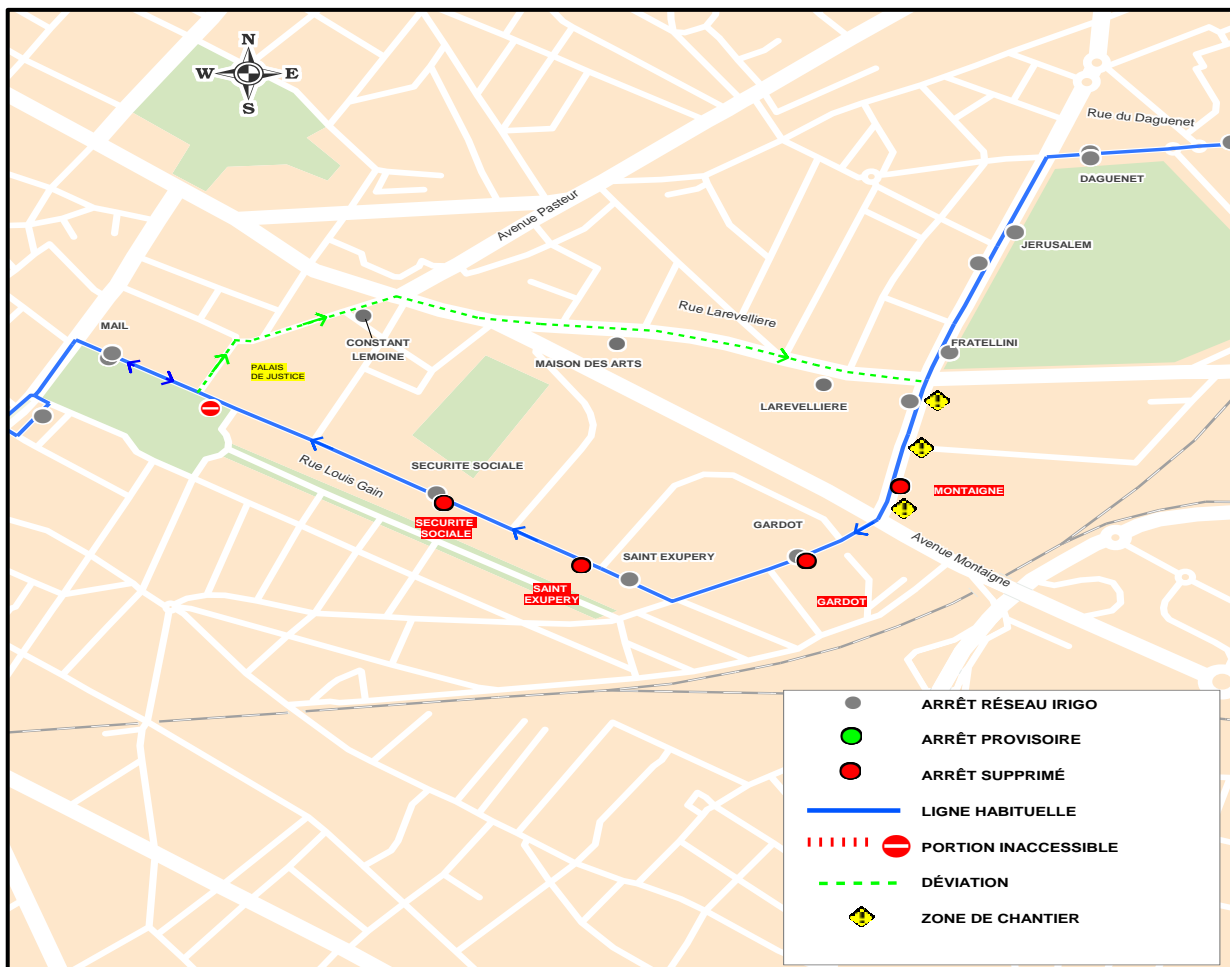 N
W E
S
Rue du Daguenet
DAGUENET
Avenue Pasteur
JERUSALEM
Rue Larevelliere
MAIL
CONSTANT
LEMOINE
FRATELLINI
MAISON DES ARTS
PALAIS
DE JUSTICE
LAREVELLIERE
Rue Louis Gain
SECURITE SOCIALE
MONTAIGNE
SECURITE
SOCIALE
GARDOT
Avenue Montaigne
SAINT EXUPERY
SAINT
EXUPERY
GARDOT
ARRÊT RÉSEAU IRIGO
ARRÊT PROVISOIRE
ARRÊT SUPPRIMÉ
LIGNE HABITUELLE
PORTION INACCESSIBLE
DÉVIATION
ZONE DE CHANTIER